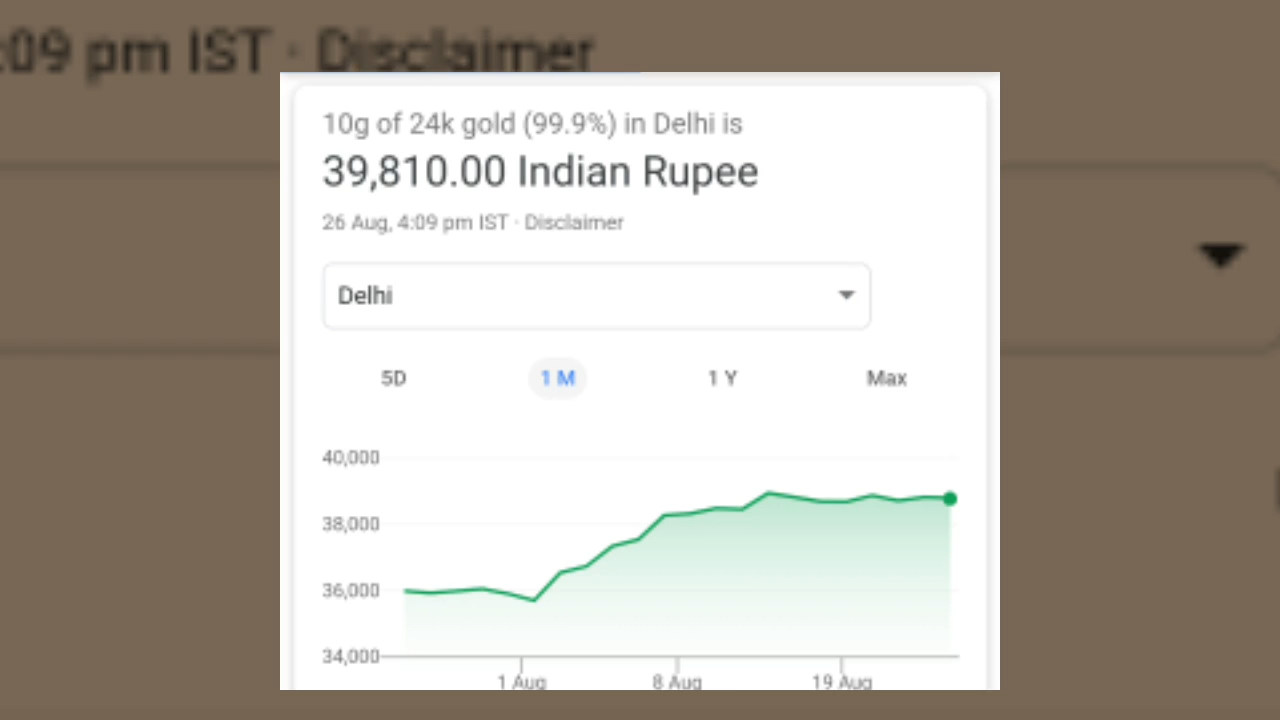 :09 pm IST · Disclaimer
10g of 24k gold (99.9%) in Delhi is
39,810.00 Indian Rupee
26 Aug, 4:09 pm IST · Disclaimer
Delhi
5D 1 M 1 Y Max
40,000
38,000
36,000
34,000
1 Aug 8 Aug 19 Aug